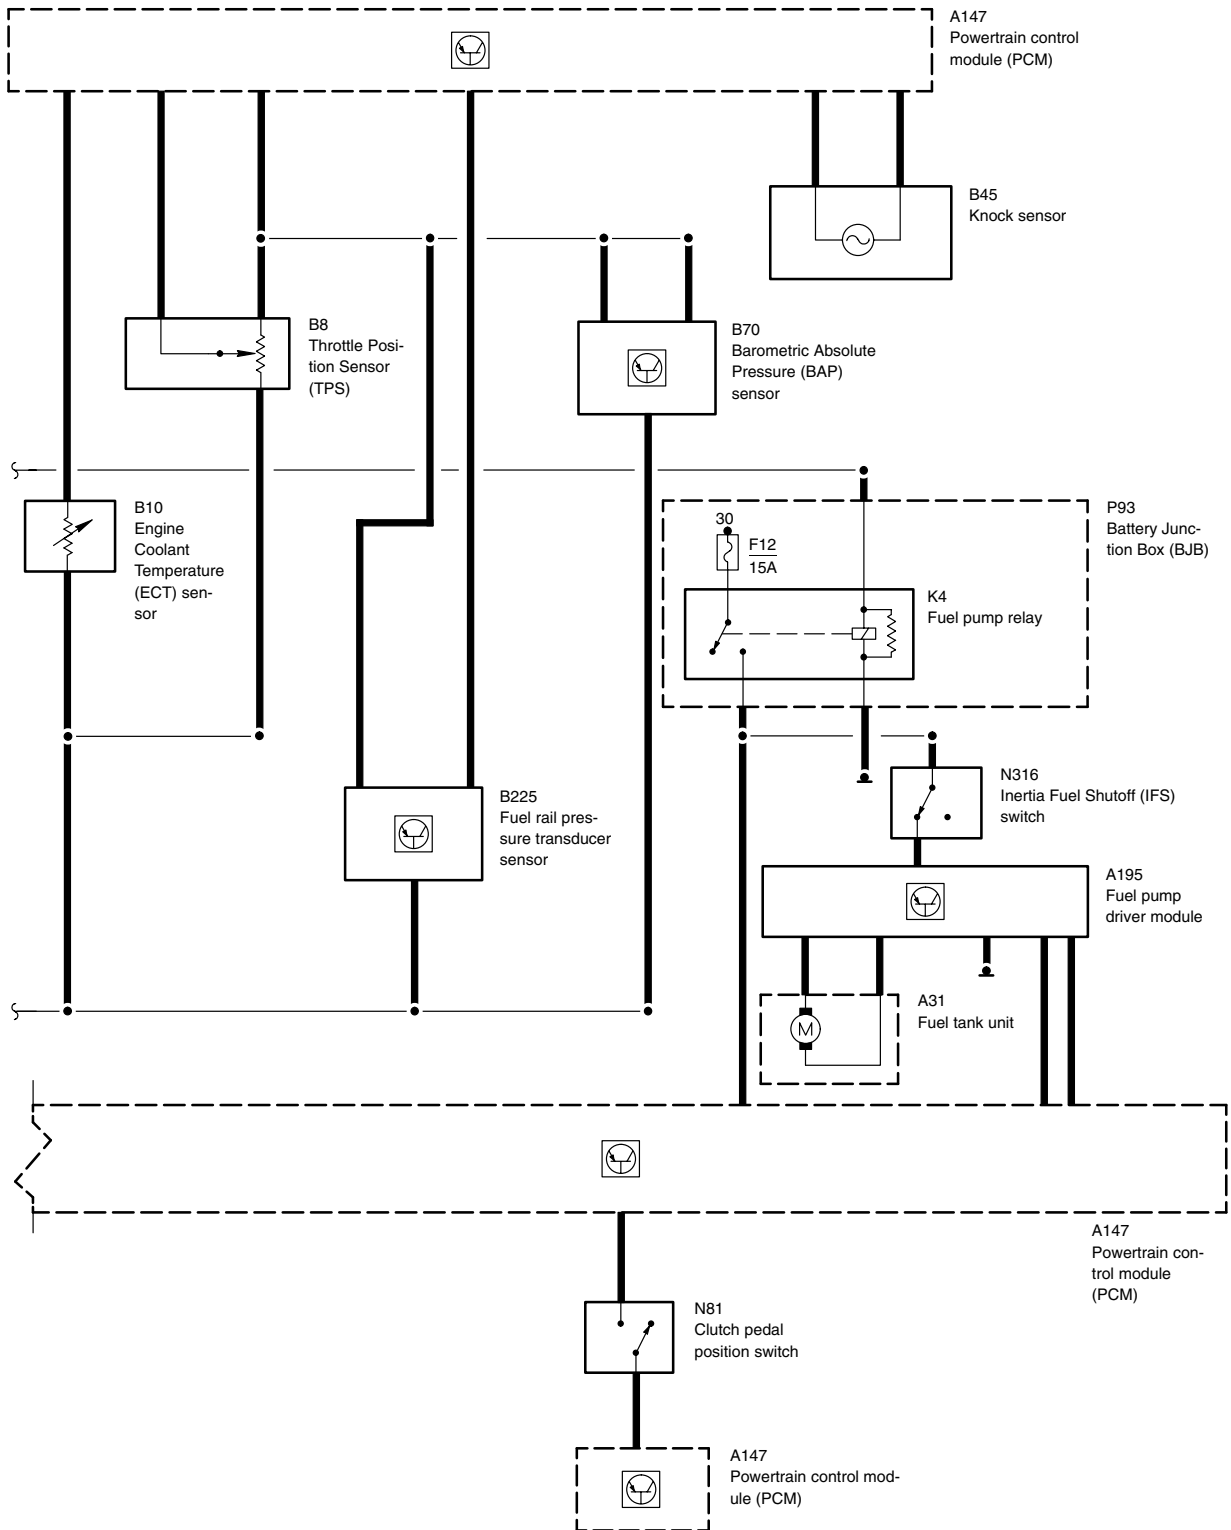 A147
Powertrain control
module (PCM)
B45
Knock sensor
B8
Throttle Posi-
tion Sensor
(TPS)
B70
Barometric Absolute
Pressure (BAP)
sensor
B10
Engine
Coolant
Temperature
(ECT) sen-
sor
30
F12
15A
P93
Battery Junc-
tion Box (BJB)
K4
Fuel pump relay
B225
Fuel rail pres-
sure transducer
sensor
N316
Inertia Fuel Shutoff (IFS)
switch
A195
Fuel pump
driver module
A31
Fuel tank unit
M
A147
Powertrain con-
trol module
(PCM)
N81
Clutch pedal
position switch
A147
Powertrain control mod-
ule (PCM)